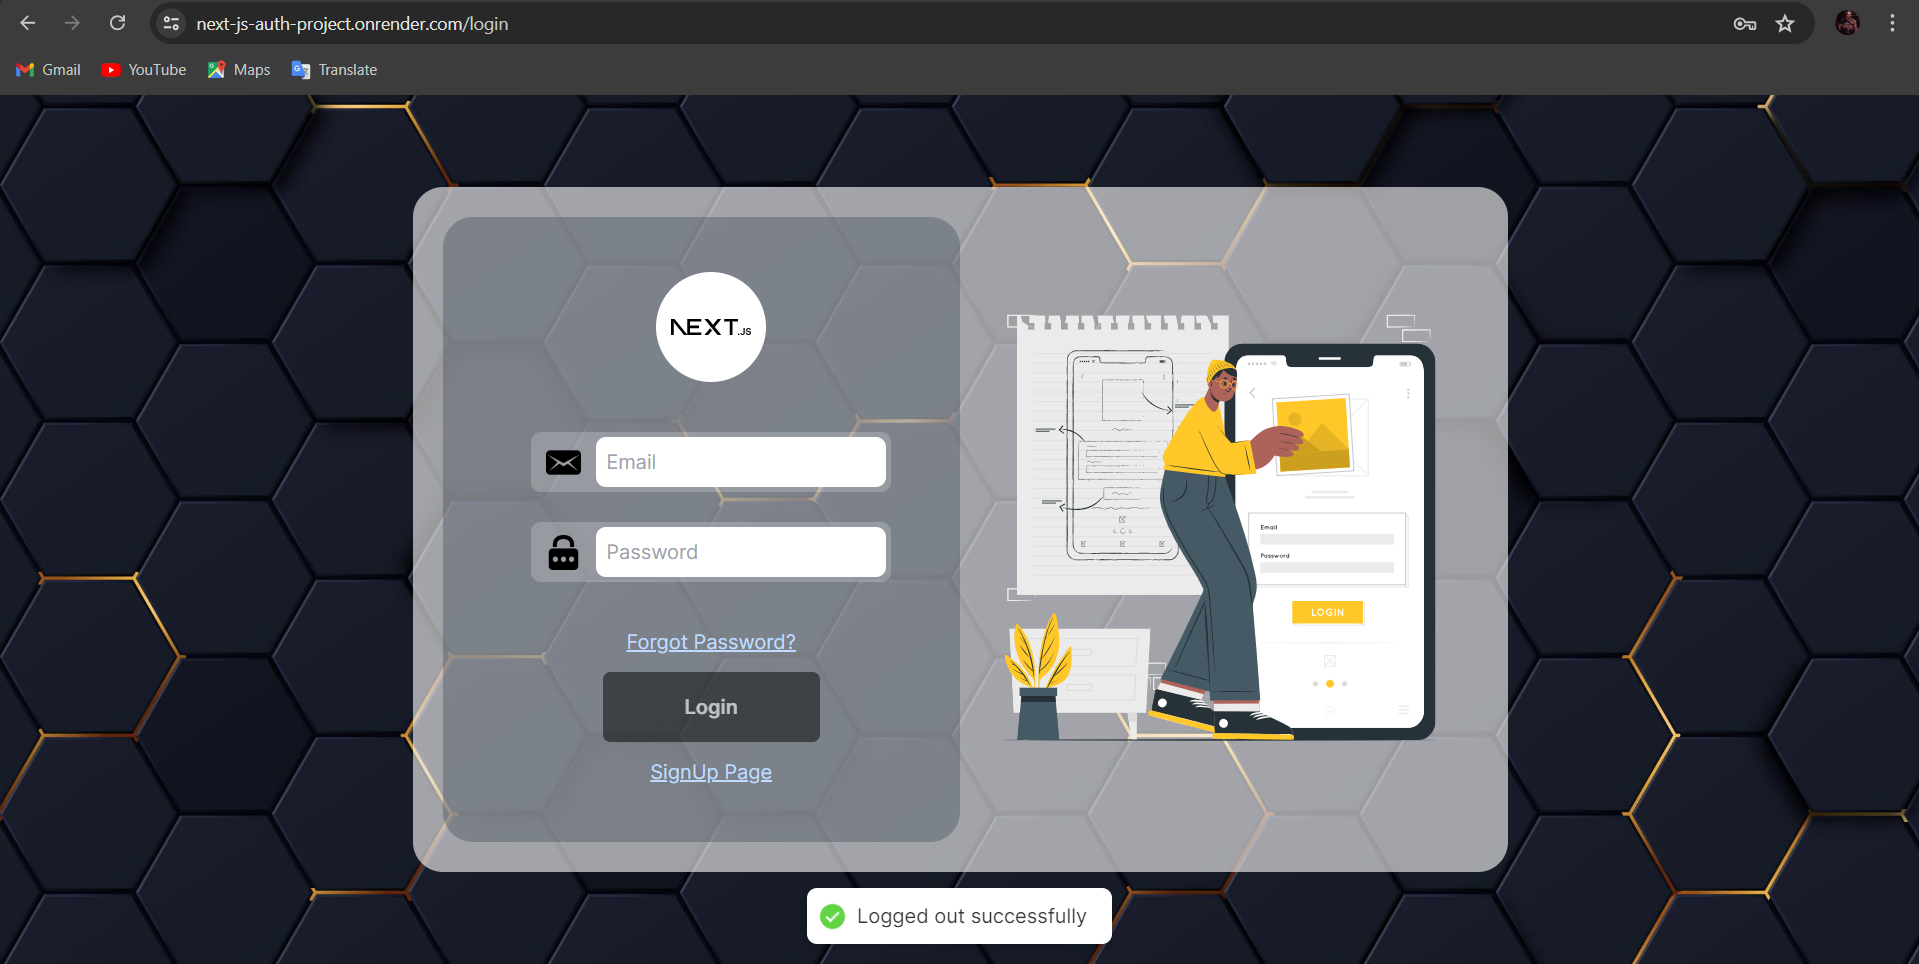 next-js-auth-project.onrender.com/login
Gmail YouTube Maps Translate
NEXT.JS
Email
Password
Forgot Password?
Login
SignUp Page
Email
Password
LOGIN
Logged out successfully